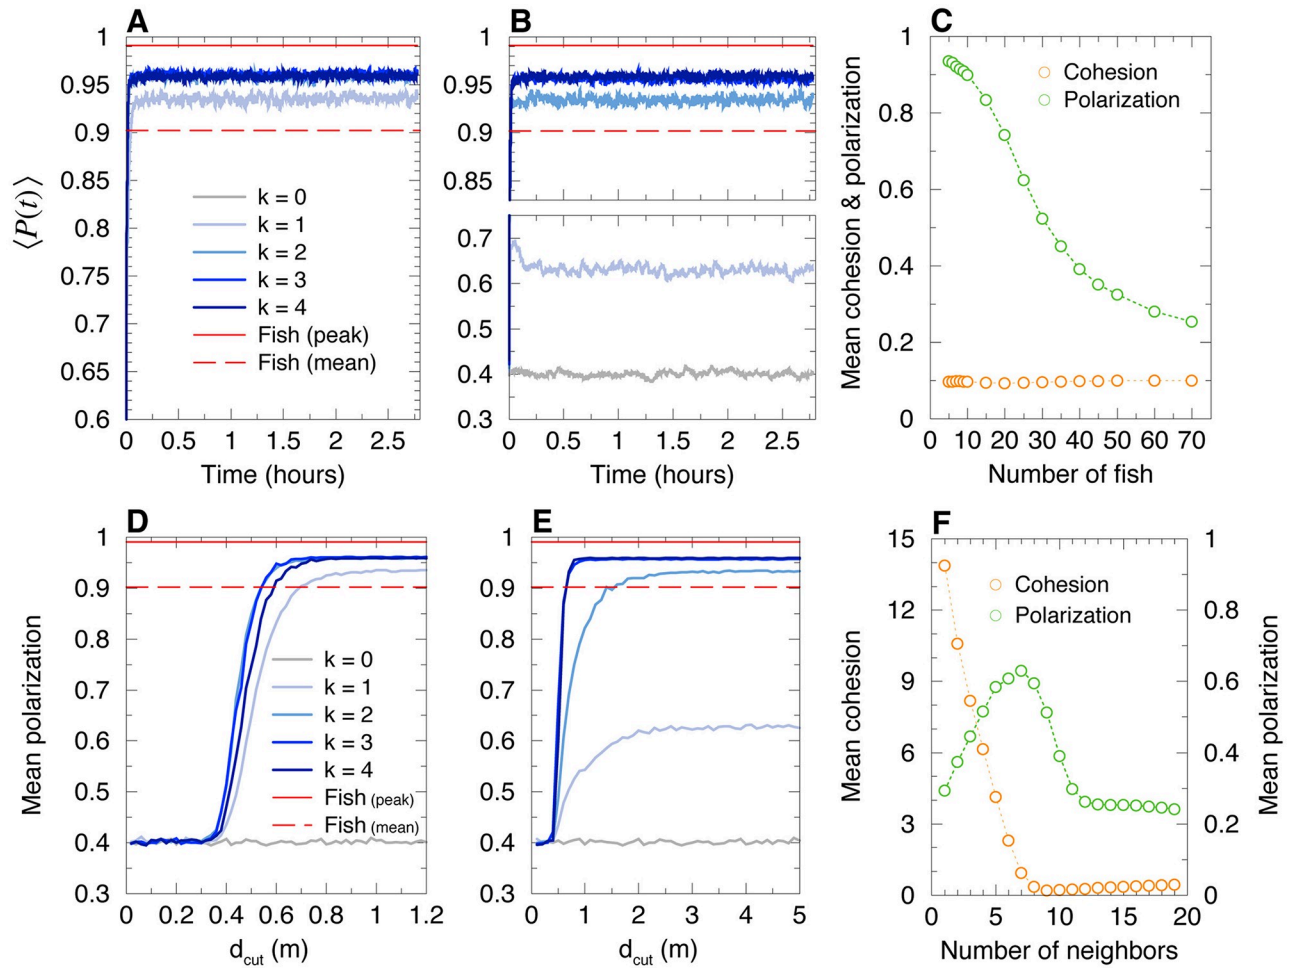 A
1
0.95
0.9
0.85
0.8
0.75
0.7
0.65
0.6
⟨P(t)⟩
k = 0
k = 1
k = 2
k = 3
k = 4
Fish (peak)
Fish (mean)
0 0.5 1 1.5 2 2.5
Time (hours)
B
1
0.95
0.9
0.85
0.7
0.6
0.5
0.4
0.3
0 0.5 1 1.5 2 2.5
Time (hours)
C
1
0.8
0.6
0.4
0.2
0
Mean cohesion & polarization
Cohesion
Polarization
0 10 20 30 40 50 60 70
Number of fish
D
1
0.9
0.8
0.7
0.6
0.5
0.4
0.3
Mean polarization
k = 0
k = 1
k = 2
k = 3
k = 4
Fish (peak)
Fish (mean)
0 0.2 0.4 0.6 0.8 1 1.2
dcut (m)
E
1
0.9
0.8
0.7
0.6
0.5
0.4
0.3
0 1 2 3 4 5
dcut (m)
F
15
12
9
6
3
0
Mean cohesion
Cohesion
Polarization
1
0.8
0.6
0.4
0.2
0
Mean polarization
0 5 10 15 20
Number of neighbors